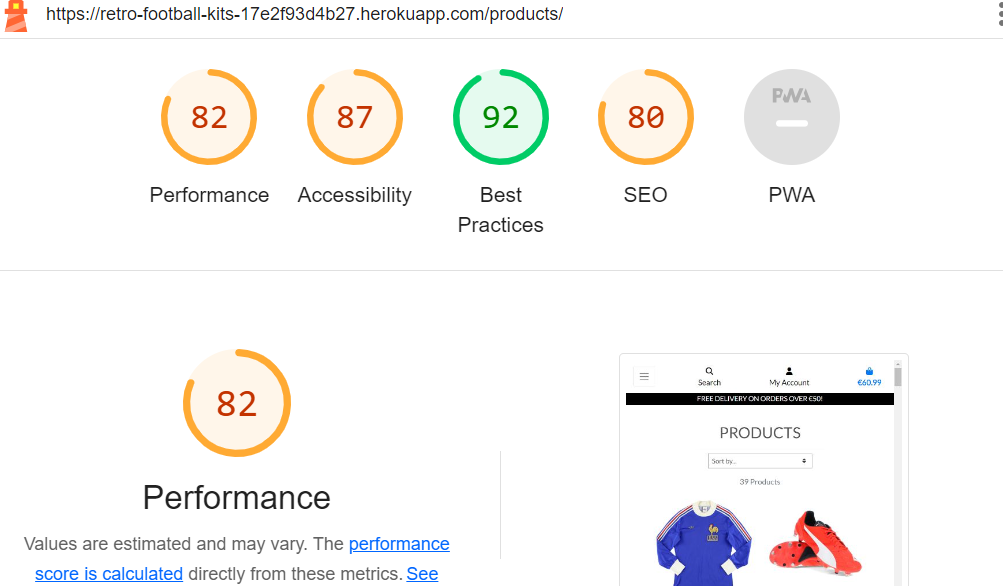 https://retro-football-kits-17e2f93d4b27.herokuapp.com/products/
82 87 92 80 PWA
Performance Accessibility Best Practices SEO PWA
82
Performance
Values are estimated and may vary. The performance
score is calculated directly from these metrics. See
Search My Account €60.99
FREE DELIVERY ON ORDERS OVER €50!
PRODUCTS
Sort by...
39 Products